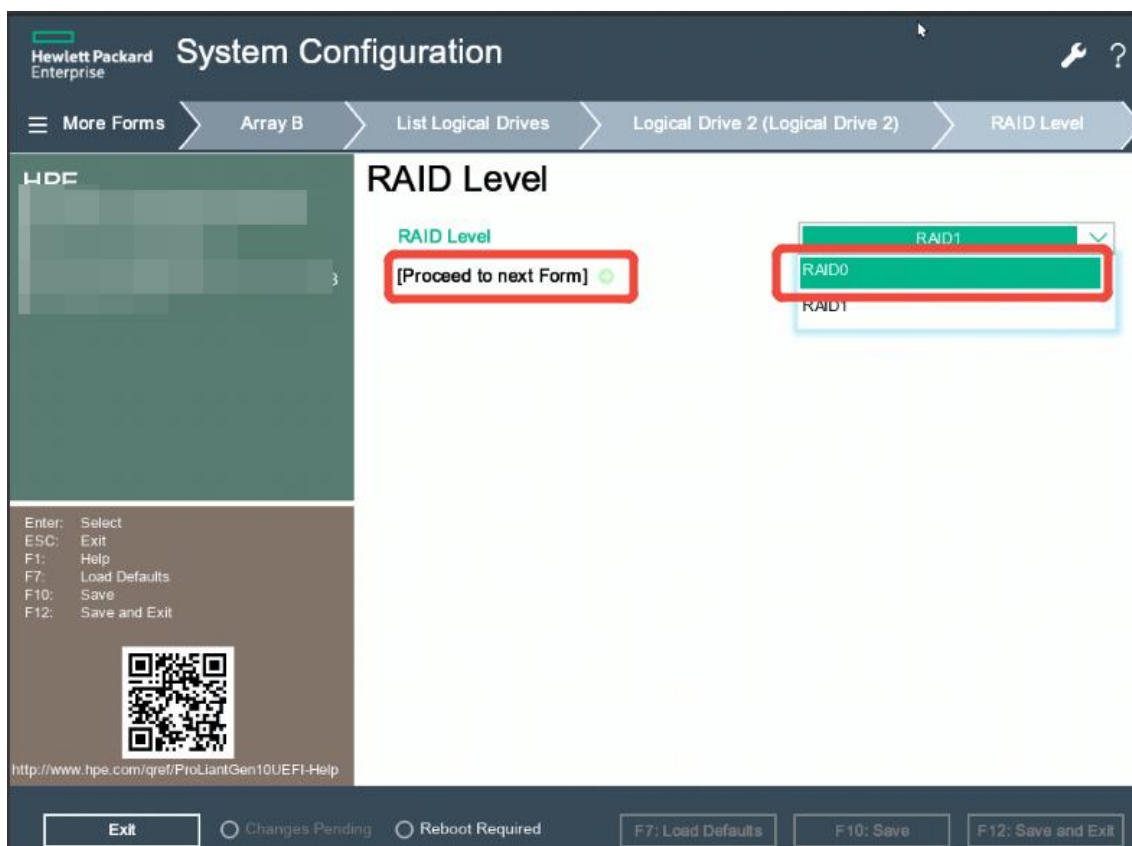 Hewlett Packard
Enterprise
System Configuration
?
More Forms
Array B
List Logical Drives
Logical Drive 2 (Logical Drive 2)
RAID Level
HPE
RAID Level
RAID Level
RAID1
[Proceed to next Form]
RAID0
RAID1
Enter: Select
ESC: Exit
F1: Help
F7: Load Defaults
F10: Save
F12: Save and Exit
http://www.hpe.com/qref/ProLiantGen10UEFI-Help
Exit
Changes Pending
Reboot Required
F7: Load Defaults
F10: Save
F12: Save and Exit